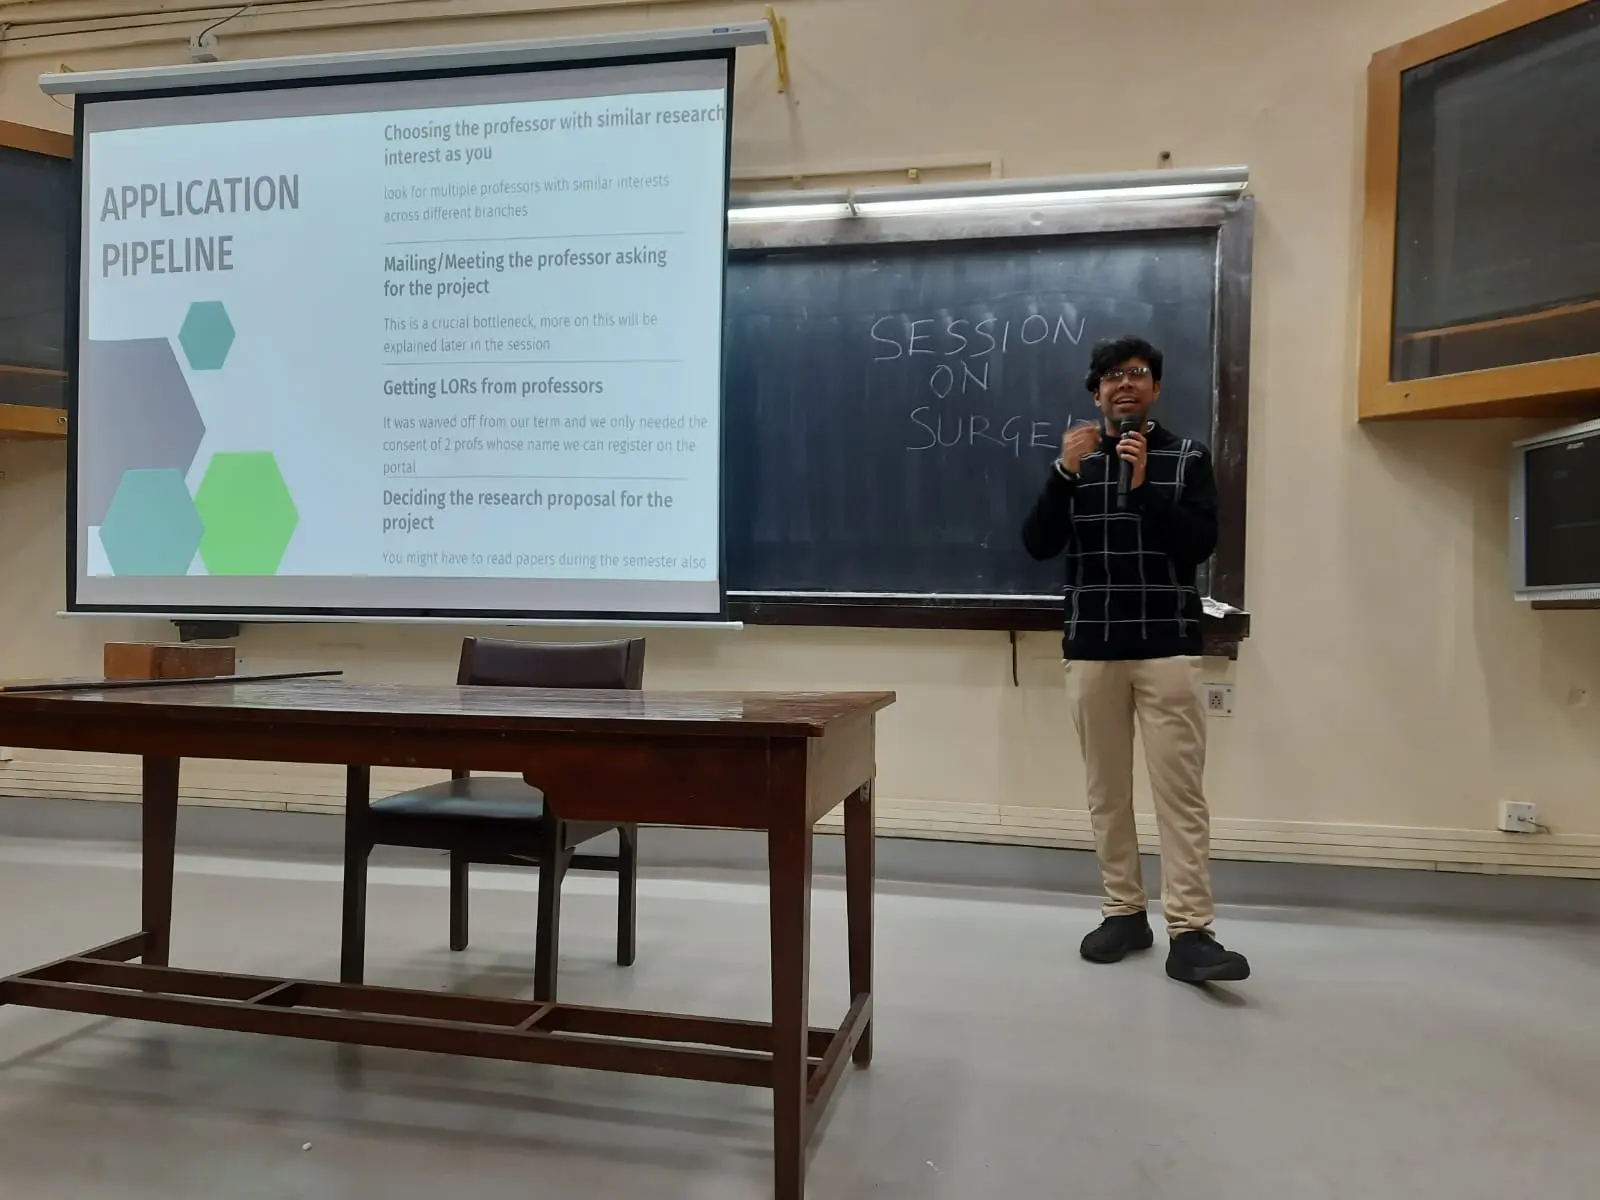 APPLICATION
PIPELINE
Choosing the professor with similar research
interest as you
look for multiple professors with similar interests
across different branches
Mailing/Meeting the professor asking
for the project
This is a crucial bottleneck, more on this will be
explained later in the session
Getting LORs from professors
It was waived off from our term and we only needed the
consent of 2 profs whose name we can register on the
portal
Deciding the research proposal for the
project
You might have to read papers during the semester also
SESSION
ON